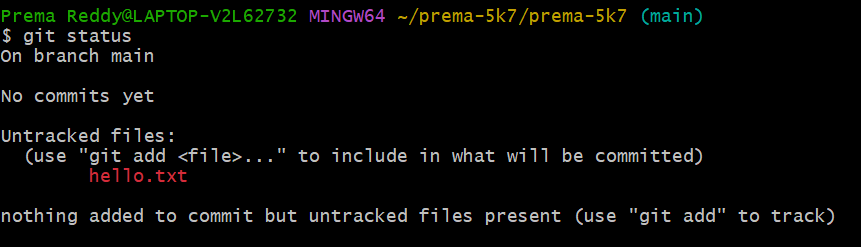 Prema Reddy@LAPTOP-V2L62732 MINGW64 ~/prema-5k7/prema-5k7 (main)
$ git status
On branch main
No commits yet
Untracked files:
  (use "git add <file>..." to include in what will be committed)
        hello.txt
nothing added to commit but untracked files present (use "git add" to track)